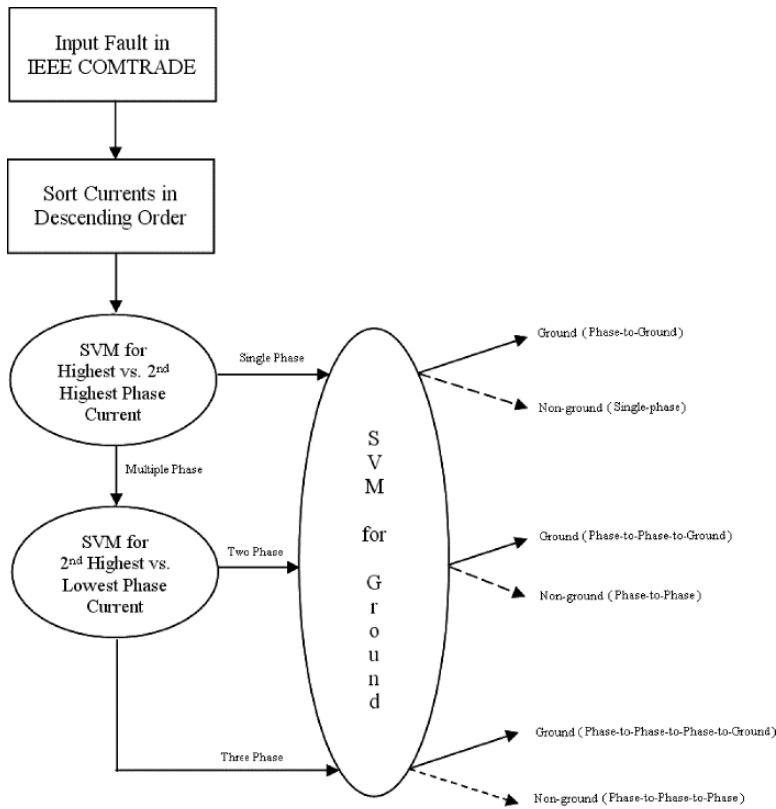 Input Fault in
IEEE COMTRADE
Sort Currents in
Descending Order
SVM for
Highest vs. 2nd
Highest Phase
Current
Single Phase
Multiple Phase
SVM for
2nd Highest vs.
Lowest Phase
Current
Two Phase
Three Phase
S
V
M
for
G
r
o
u
n
d
Ground (Phase-to-Ground)
Non-ground (Single-phase)
Ground (Phase-to-Phase-to-Ground)
Non-ground (Phase-to-Phase)
Ground (Phase-to-Phase-to-Phase-to-Ground)
Non-ground (Phase-to-Phase-to-Phase)